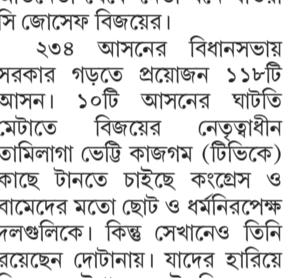 সি জোসেফ বিজয়ের।
২৩৪ আসনের বিধানসভায়
সরকার গড়তে প্রয়োজন ১১৮টি
আসন। ১০টি আসনের ঘাটতি
মেটাতে বিজয়ের নেতৃত্বাধীন
তামিলাগা ভেট্টি কাজগম (টিভিকে)
কাছে টানতে চাইছে কংগ্রেস ও
বামেদের মতো ছোট ও ধর্মনিরপেক্ষ
দলগুলিকে। কিন্তু সেখানেও তিনি
রয়েছেন দোটানায়। যাদের হারিয়ে